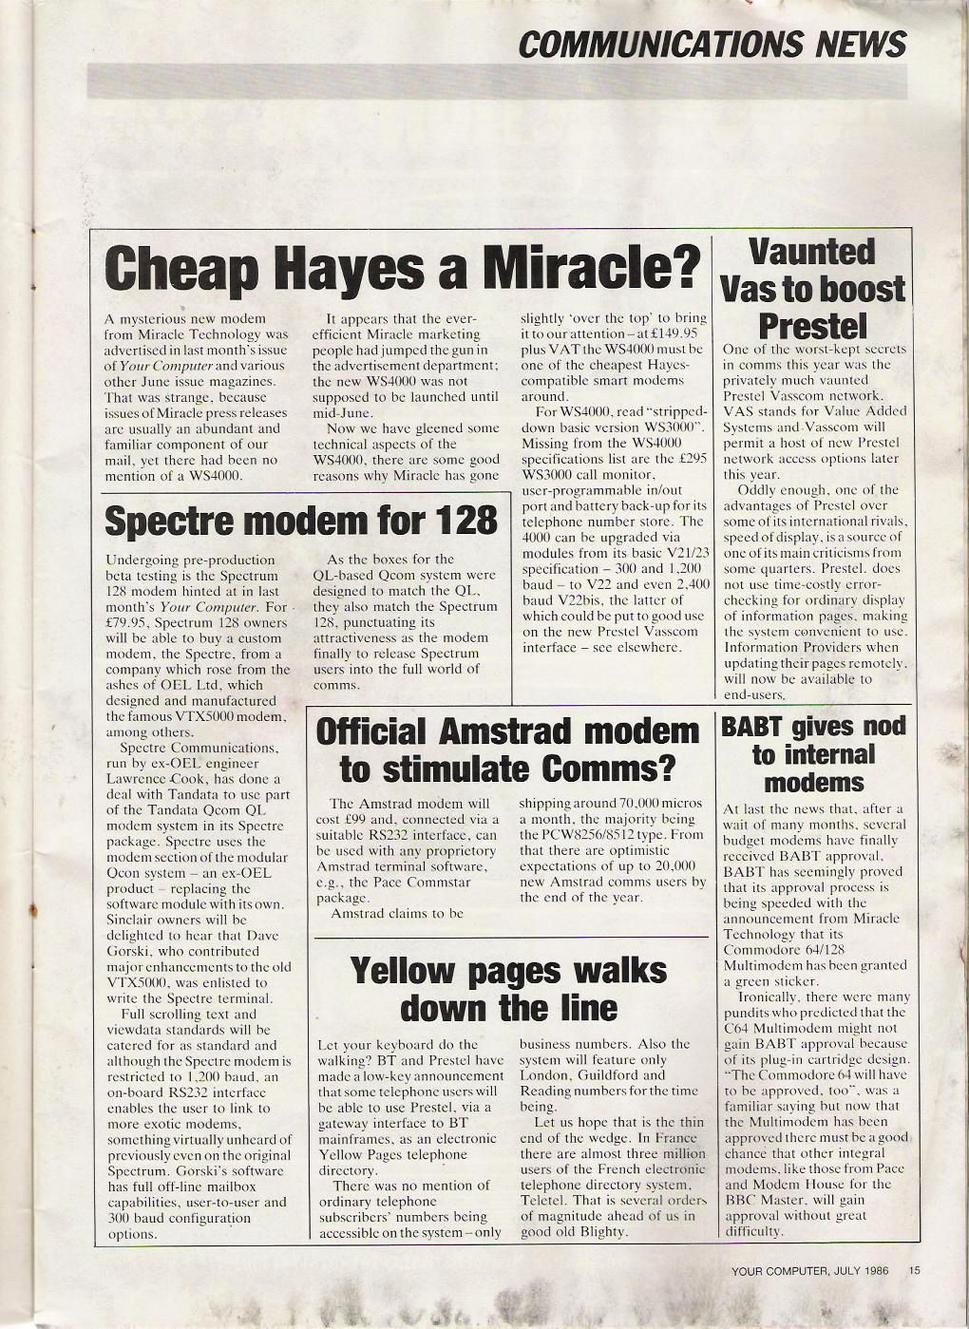 COMMUNICATIONS NEWS
Cheap Hayes a Miracle?
A mysterious new modem
from Miracle Technology was
advertised in last month's issue
of Your Computer and various
other June issue magazines.
That was strange, because
issues of Miracle press releases
are usually an abundant and
familiar component of our
mail, yet there had been no
mention of a WS4000.
It appears that the ever-
efficient Miracle marketing
people had jumped the gun in
the advertisement department;
the new WS4000 was not
supposed to be launched until
mid-June.
Now we have gleened some
technical aspects of the
WS4000, there are some good
reasons why Miracle has gone
slightly 'over the top' to bring
it to our attention – at £149.95
plus VAT the WS4000 must be
one of the cheapest Hayes-
compatible smart modems
around.
For WS4000, read "stripped-
down basic version WS3000".
Missing from the WS4000
specifications list are the £295
WS3000 call monitor,
user-programmable in/out
port and battery back-up for its
telephone number store. The
4000 can be upgraded via
modules from its basic V21/23
specification – 300 and 1,200
baud – to V22 and even 2,400
baud V22bis, the latter of
which could be put to good use
on the new Prestel Vasscom
interface – see elsewhere.
Vaunted
Vas to boost
Prestel
One of the worst-kept secrets
in comms this year was the
privately much vaunted
Prestel Vasscom network.
VAS stands for Value Added
Systems and Vasscom will
permit a host of new Prestel
network access options later
this year.
Oddly enough, one of the
advantages of Prestel over
some of its international rivals,
speed of display, is a source of
one of its main criticisms from
some quarters. Prestel, does
not use time-costly error-
checking for ordinary display
of information pages, making
the system convenient to use.
Information Providers when
updating their pages remotely,
will now be available to
end-users.
Spectre modem for 128
Undergoing pre-production
beta testing is the Spectrum
128 modem hinted at in last
month's Your Computer. For
£79.95, Spectrum 128 owners
will be able to buy a custom
modem, the Spectre, from a
company which rose from the
ashes of OEL Ltd, which
designed and manufactured
the famous VTX5000 modem,
among others.
Spectre Communications,
run by ex-OEL engineer
Lawrence Cook, has done a
deal with Tandata to use part
of the Tandata Qcom QL
modem system in its Spectre
package. Spectre uses the
modem section of the modular
Qcon system – an ex-OEL
product – replacing the
software module with its own.
Sinclair owners will be
delighted to hear that Dave
Gorski, who contributed
major enhancements to the old
VTX5000, was enlisted to
write the Spectre terminal.
Full scrolling text and
viewdata standards will be
catered for as standard and
although the Spectre modem is
restricted to 1,200 baud, an
on-board RS232 interface
enables the user to link to
more exotic modems,
something virtually unheard of
previously even on the original
Spectrum. Gorski's software
has full off-line mailbox
capabilities, user-to-user and
300 baud configuration
options.
As the boxes for the
QL-based Qcom system were
designed to match the QL,
they also match the Spectrum
128, punctuating its
attractiveness as the modem
finally to release Spectrum
users into the full world of
comms.
Official Amstrad modem
to stimulate Comms?
The Amstrad modem will
cost £99 and, connected via a
suitable RS232 interface, can
be used with any proprietory
Amstrad terminal software,
e.g., the Pace Commstar
package.
Amstrad claims to be
shipping around 70,000 micros
a month, the majority being
the PCW8256/8512 type. From
that there are optimistic
expectations of up to 20,000
new Amstrad comms users by
the end of the year.
Yellow pages walks
down the line
Let your keyboard do the
walking? BT and Prestel have
made a low-key announcement
that some telephone users will
be able to use Prestel, via a
gateway interface to BT
mainframes, as an electronic
Yellow Pages telephone
directory.
There was no mention of
ordinary telephone
subscribers' numbers being
accessible on the system – only
business numbers. Also the
system will feature only
London, Guildford and
Reading numbers for the time
being.
Let us hope that is the thin
end of the wedge. In France
there are almost three million
users of the French electronic
telephone directory system,
Teletel. That is several orders
of magnitude ahead of us in
good old Blighty.
BABT gives nod
to internal
modems
At last the news that, after a
wait of many months, several
budget modems have finally
received BABT approval.
BABT has seemingly proved
that its approval process is
being speeded with the
announcement from Miracle
Technology that its
Commodore 64/128
Multimodem has been granted
a green sticker.
Ironically, there were many
pundits who predicted that the
C64 Multimodem might not
gain BABT approval because
of its plug-in cartridge design.
"The Commodore 64 will have
to be approved, too", was a
familiar saying but now that
the Multimodem has been
approved there must be a good
chance that other integral
modems, like those from Pace
and Modem House for the
BBC Master, will gain
approval without great
difficulty.
YOUR COMPUTER, JULY 1986 15